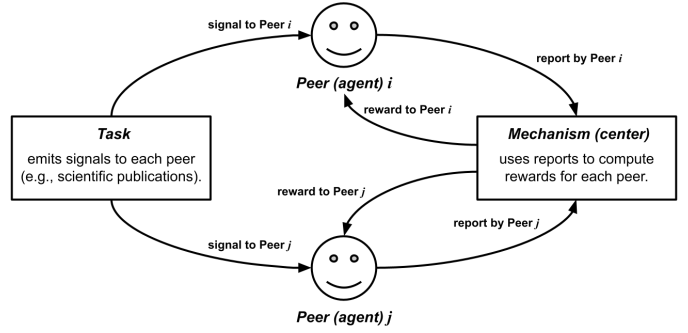 signal to Peer i
Peer (agent) i
report by Peer i
reward to Peer i
Task
emits signals to each peer
(e.g., scientific publications).
Mechanism (center)
uses reports to compute
rewards for each peer.
reward to Peer j
report by Peer j
signal to Peer j
Peer (agent) j